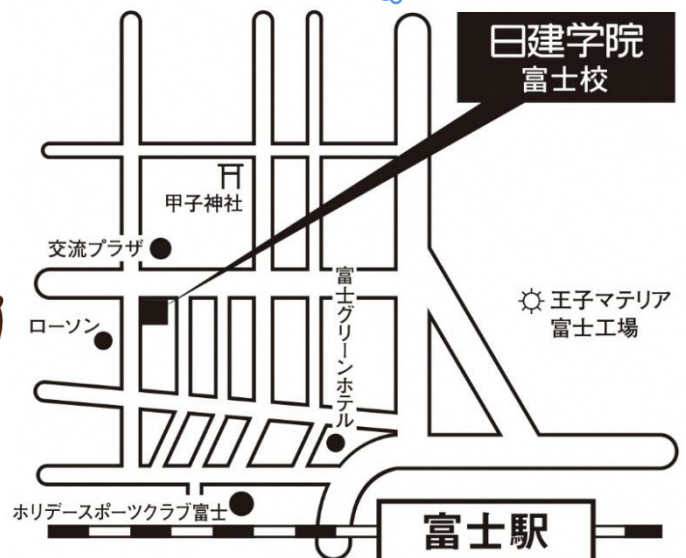 日建学院
富士校
甲子神社
交流プラザ
富士グリーンホテル
王子マテリア
富士工場
ローソン
ホリデースポーツクラブ富士
富士駅